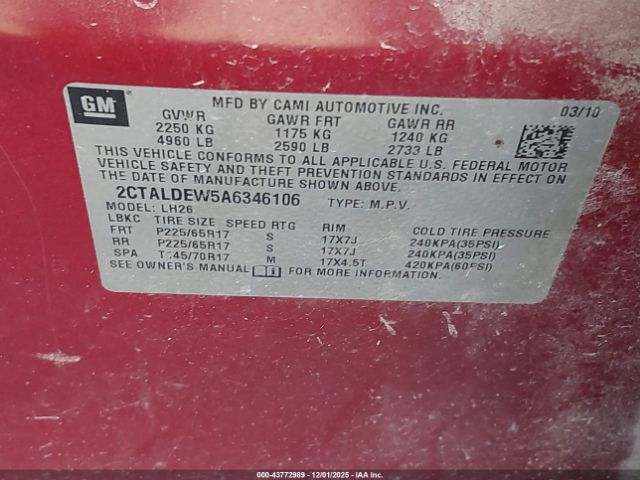 GM
MFD BY CAMI AUTOMOTIVE INC. 03/10
GVWR GAWR FRT GAWR RR
2250 KG 1175 KG 1240 KG
4960 LB 2590 LB 2733 LB
THIS VEHICLE CONFORMS TO ALL APPLICABLE U.S. FEDERAL MOTOR
VEHICLE SAFETY AND THEFT PREVENTION STANDARDS IN EFFECT ON
THE DATE OF MANUFACTURE SHOWN ABOVE.
2CTALDEW5A6346106 TYPE: M.P.V.
MODEL: LH26
LBKC TIRE SIZE SPEED RTG RIM COLD TIRE PRESSURE
FRT P225/65R17 S 17X7J 240KPA(35PSI)
RR P225/65R17 S 17X7J 240KPA(35PSI)
SPA 45/70R17 M 17X4.5T 420KPA(60PSI)
SEE OWNER'S MANUAL FOR MORE INFORMATION.
000-43772989 - 12/01/2025 - IAAI.COM